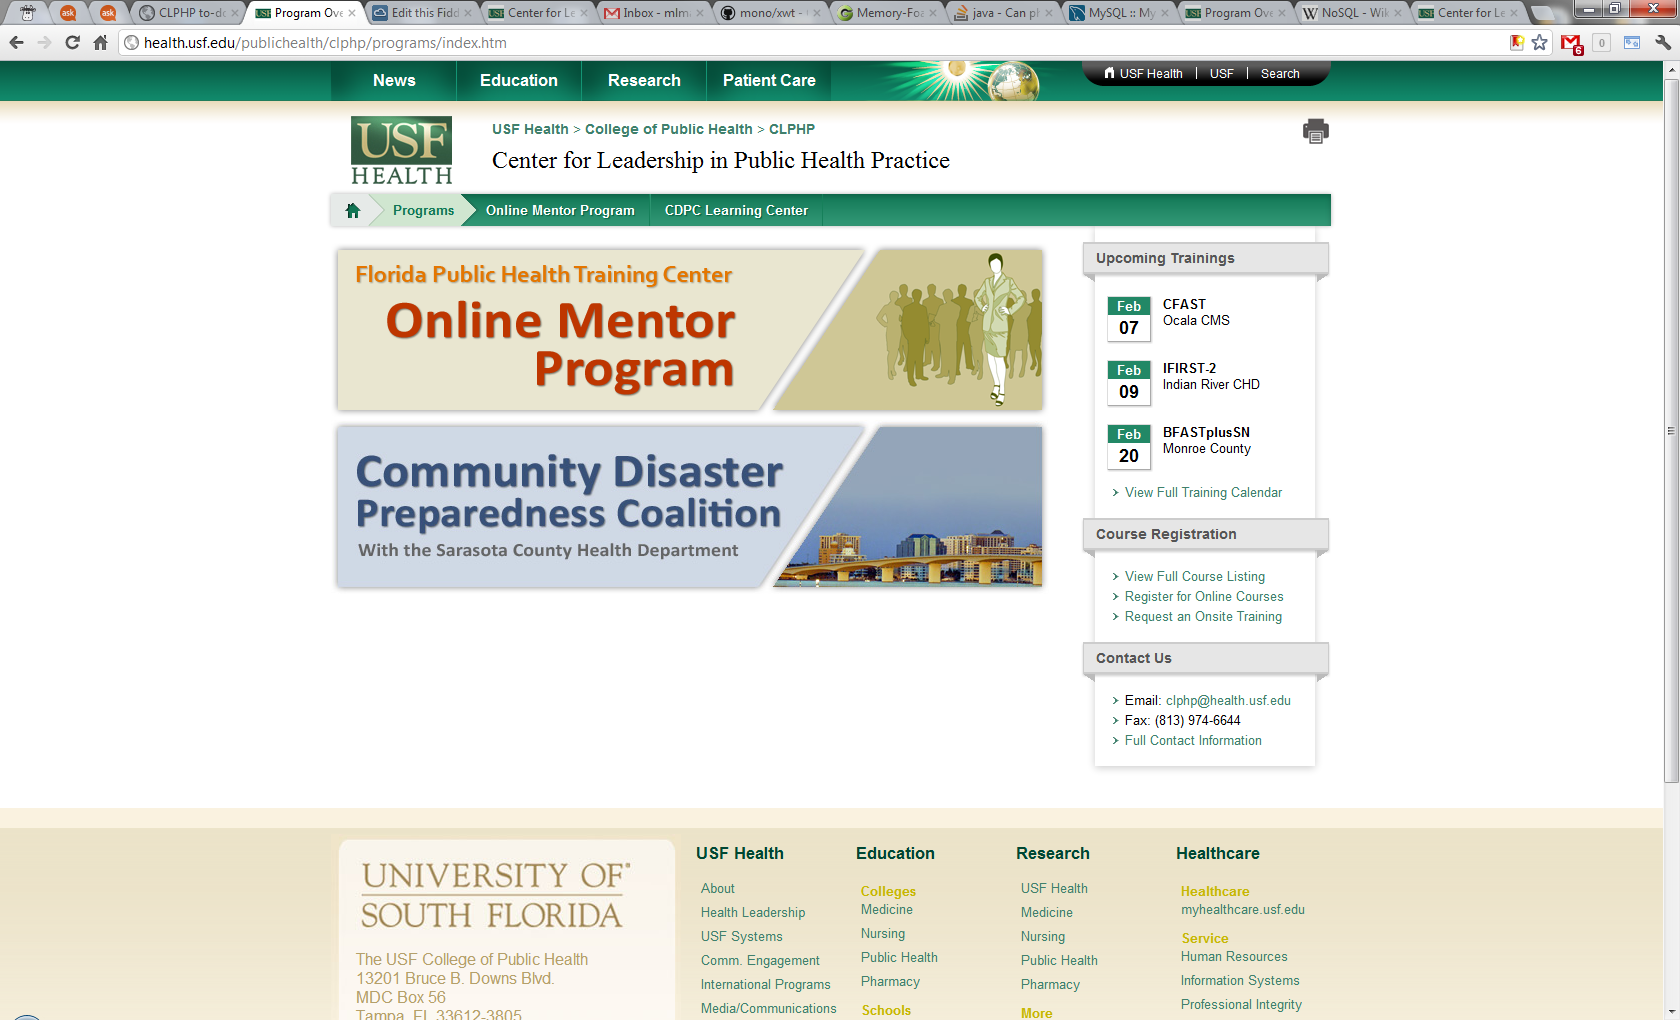 ask
ask
CLPHP to-do
Program Ove
Edit this Fidd
Center for Le
Inbox - mlm
mono/xwt -
Memory-Foa
java - Can pl
MySQL :: My
Program Ove
NoSQL - Wik
Center for Le
health.usf.edu/publichealth/clphp/programs/index.htm
6
0
News
Education
Research
Patient Care
USF Health | USF | Search
USF
HEALTH
USF Health > College of Public Health > CLPHP
Center for Leadership in Public Health Practice
Programs
Online Mentor Program
CDPC Learning Center
Florida Public Health Training Center
Online Mentor
Program
Community Disaster
Preparedness Coalition
With the Sarasota County Health Department
Upcoming Trainings
Feb
07
CFAST
Ocala CMS
Feb
09
IFIRST-2
Indian River CHD
Feb
20
BFASTplusSN
Monroe County
View Full Training Calendar
Course Registration
View Full Course Listing
Register for Online Courses
Request an Onsite Training
Contact Us
Email: clphp@health.usf.edu
Fax: (813) 974-6644
Full Contact Information
UNIVERSITY OF
SOUTH FLORIDA
The USF College of Public Health
13201 Bruce B. Downs Blvd.
MDC Box 56
Tampa, FL 33612-3805
USF Health
About
Health Leadership
USF Systems
Comm. Engagement
International Programs
Media/Communications
Education
Colleges
Medicine
Nursing
Public Health
Pharmacy
Schools
Research
USF Health
Medicine
Nursing
Public Health
Pharmacy
More
Healthcare
Healthcare
myhealthcare.usf.edu
Service
Human Resources
Information Systems
Professional Integrity